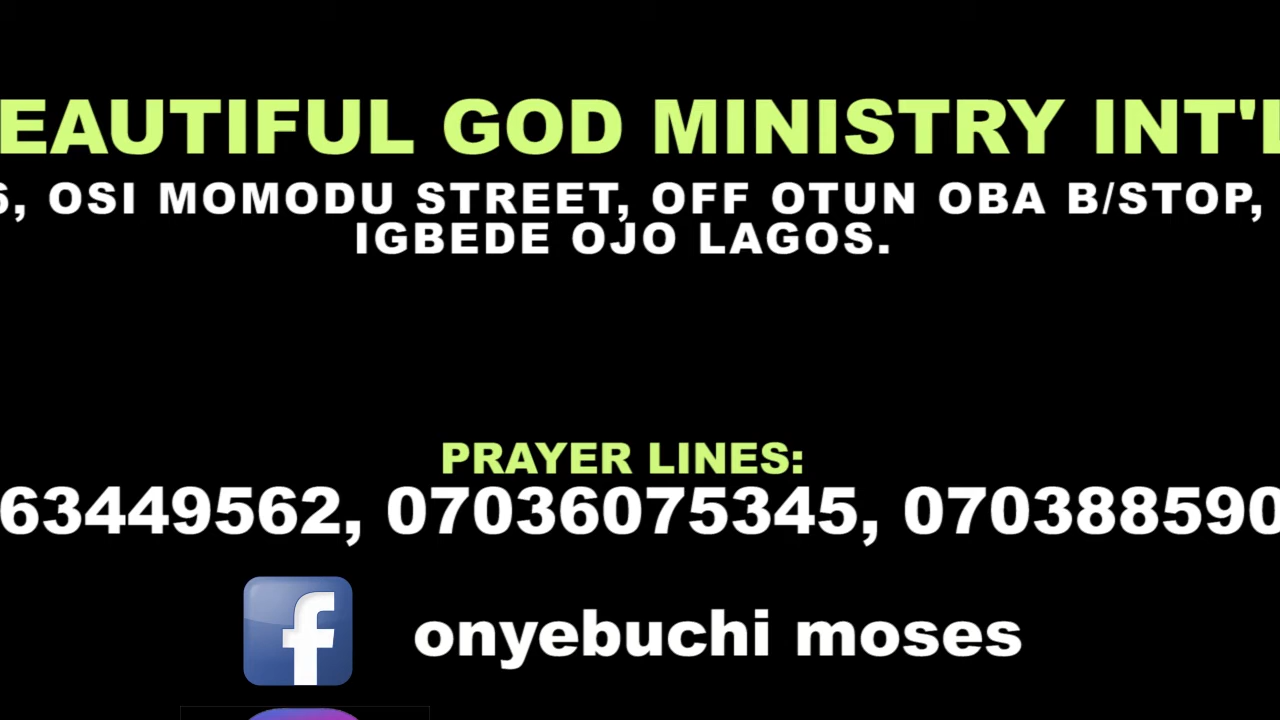 EAUTIFUL GOD MINISTRY INT'L
6, OSI MOMODU STREET, OFF OTUN OBA B/STOP,
IGBEDE OJO LAGOS.
PRAYER LINES:
63449562, 07036075345, 070388590
onyebuchi moses